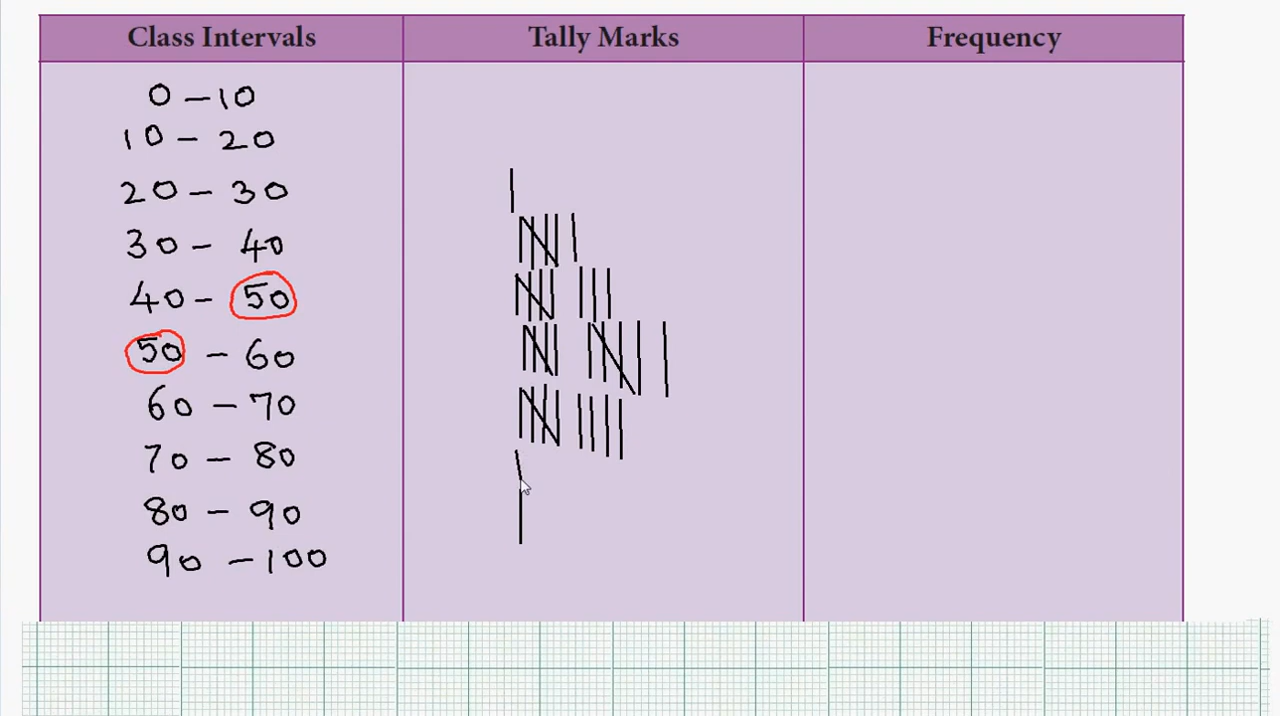 Class Intervals Tally Marks Frequency
0 – 10
10 – 20
20 – 30
30 – 40
40 – 50
50 – 60
60 – 70
70 – 80
80 – 90
90 – 100